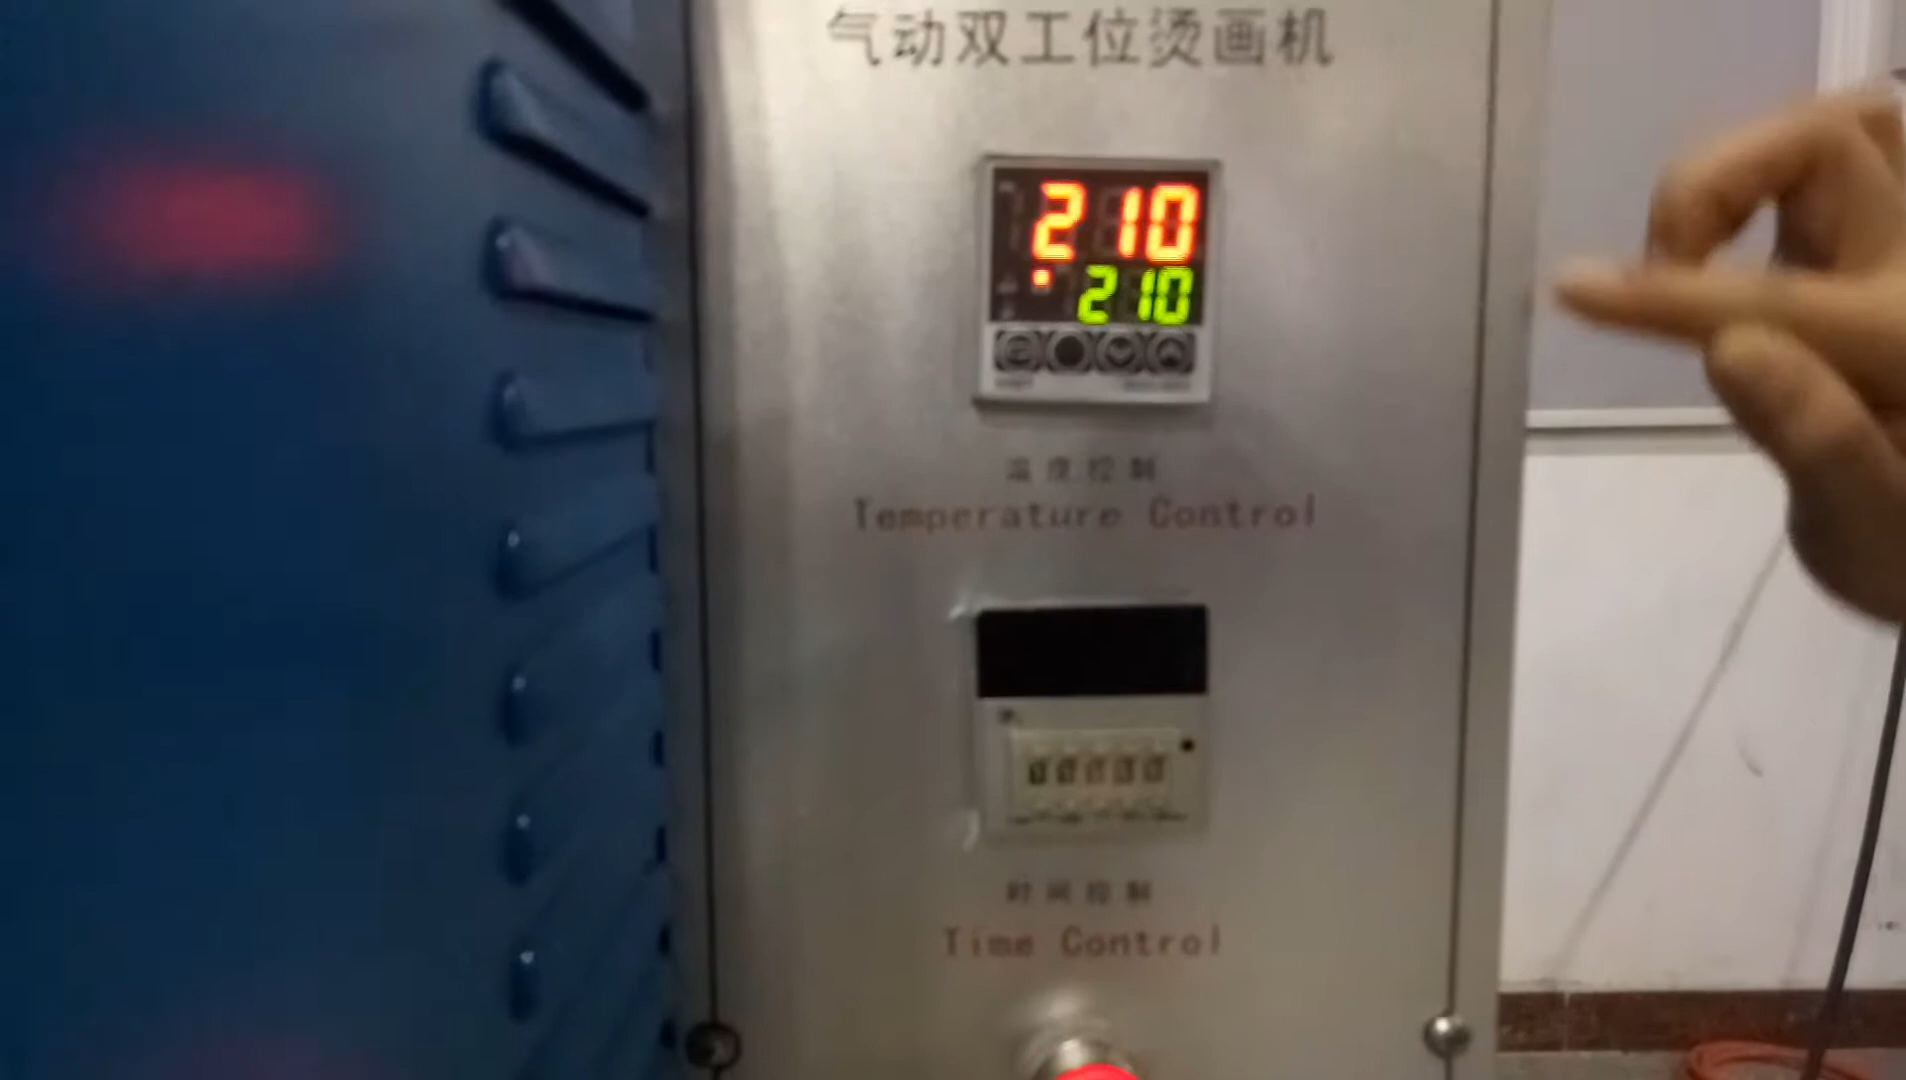 气动双工位烫画机
210
210
温度控制
Temperature Control
时间控制
Time Control